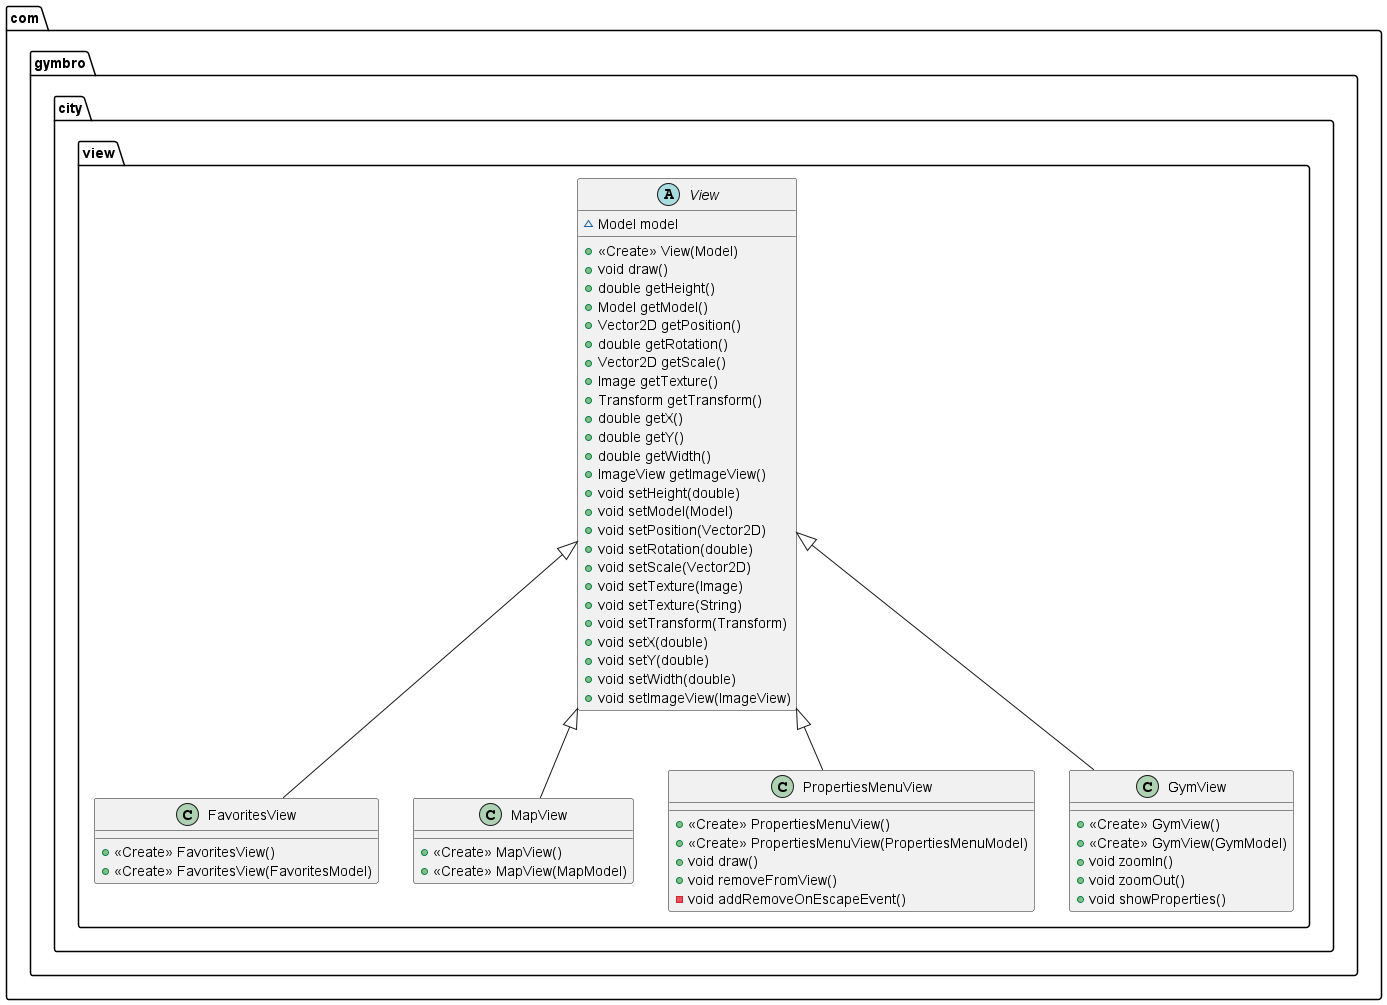 com
gymbro
city
view
A View
Model model
«Create» View(Model)
void draw()
double getHeight()
Model getModel()
Vector2D getPosition()
double getRotation()
Vector2D getScale()
Image getTexture()
Transform getTransform()
double getX()
double getY()
double getWidth()
ImageView getImageView()
void setHeight(double)
void setModel(Model)
void setPosition(Vector2D)
void setRotation(double)
void setScale(Vector2D)
void setTexture(Image)
void setTexture(String)
void setTransform(Transform)
void setX(double)
void setY(double)
void setWidth(double)
void setImageView(ImageView)
C FavoritesView
«Create» FavoritesView()
«Create» FavoritesView(FavoritesModel)
C MapView
«Create» MapView()
«Create» MapView(MapModel)
C PropertiesMenuView
«Create» PropertiesMenuView()
«Create» PropertiesMenuView(PropertiesMenuModel)
void draw()
void removeFromView()
void addRemoveOnEscapeEvent()
C GymView
«Create» GymView()
«Create» GymView(GymModel)
void zoomIn()
void zoomOut()
void showProperties()